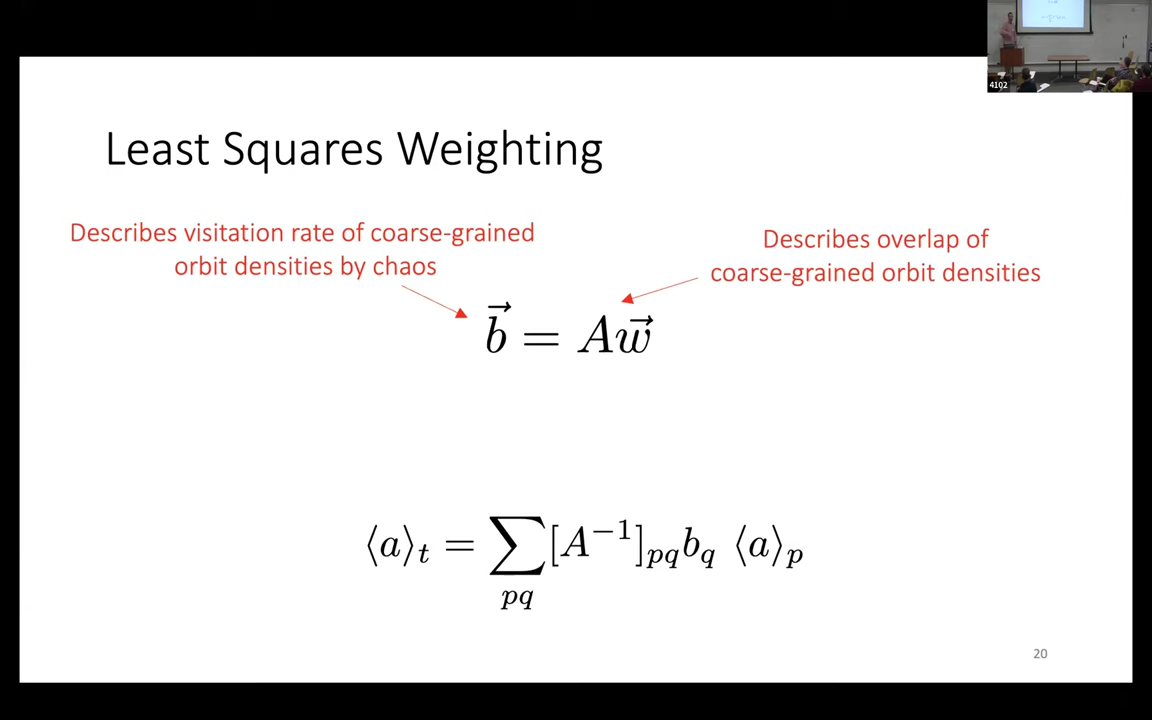 4102
Least Squares Weighting
Describes visitation rate of coarse-grained
orbit densities by chaos
Describes overlap of
coarse-grained orbit densities
$\vec{b} = A\vec{w}$
$\langle a \rangle_t = \sum_{pq} [A^{-1}]_{pq} b_q \ \langle a \rangle_p$
20